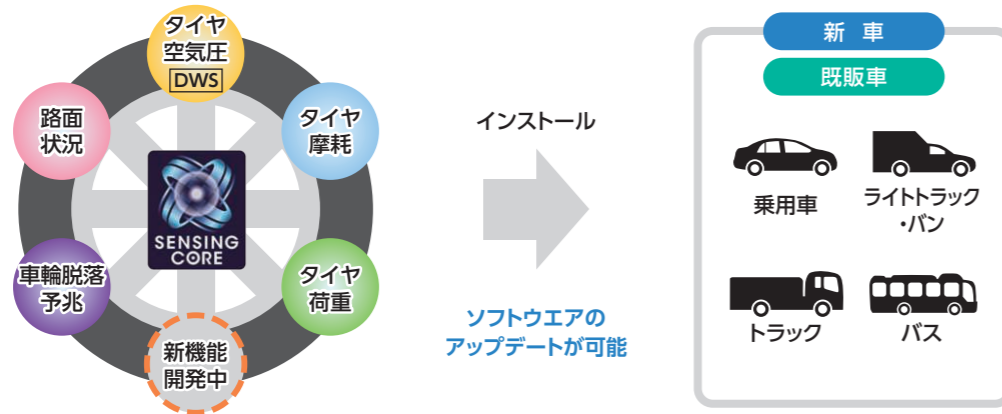 タイヤ
空気圧
DWS
路面
状況
タイヤ
摩耗
SENSING
CORE
車輪脱落
予兆
タイヤ
荷重
新機能
開発中
インストール
ソフトウエアの
アップデートが可能
新 車
既販車
乗用車
ライトトラック
・バン
トラック
バス